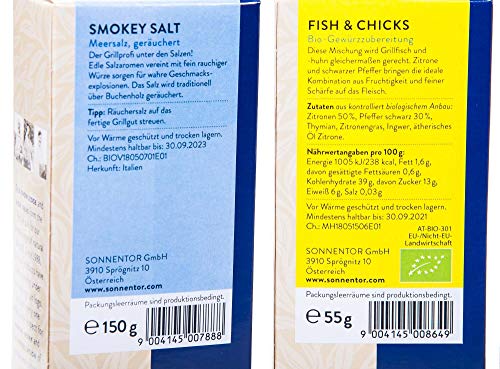 SMOKEY SALT
Meersalz, geräuchert
Der Grillprofi unter den Salzen!
Edle Salzaromen vereint mit fein rauchiger
Würze sorgen für wahre Geschmacks-
explosionen. Das Salz wird traditionell
über Buchenholz geräuchert.
Tipp: Räuchersalz auf das
fertige Grillgut streuen.
Vor Wärme geschützt und trocken lagern.
Mindestens haltbar bis: 30.09.2023
Ch.: BIOV18050701E01
Herkunft: Italien
SONNENTOR GmbH
3910 Sprögnitz 10
Österreich
www.sonnentor.com
Packungsleerräume sind produktionsbedingt.
℮ 150 g
9 004145 007888
FISH & CHICKS
Bio-Gewürzzubereitung
Diese Mischung wird Grillfisch und
-huhn gleichermaßen gerecht. Zitrone
und schwarzer Pfeffer bringen die ideale
Kombination aus Fruchtigkeit und feiner
Schärfe auf das Fleisch.
Zutaten aus kontrolliert biologischem Anbau:
Zitronen 50 %, Pfeffer schwarz 30 %,
Thymian, Zitronengras, Ingwer, ätherisches
Öl Zitrone.
Nährwertangaben pro 100 g:
Energie 1005 kJ/238 kcal, Fett 1,6 g,
davon gesättigte Fettsäuren 0,6 g,
Kohlenhydrate 39 g, davon Zucker 13 g,
Eiweiß 6 g, Salz 0,03 g
Vor Wärme geschützt und trocken lagern.
Mindestens haltbar bis: 30.09.2021
Ch.: MH18051506E01
AT-BIO-301
EU-/Nicht-EU-
Landwirtschaft
SONNENTOR GmbH
3910 Sprögnitz 10
Österreich
www.sonnentor.com
Packungsleerräume sind produktionsbedingt.
℮ 55 g
9 004145 008649